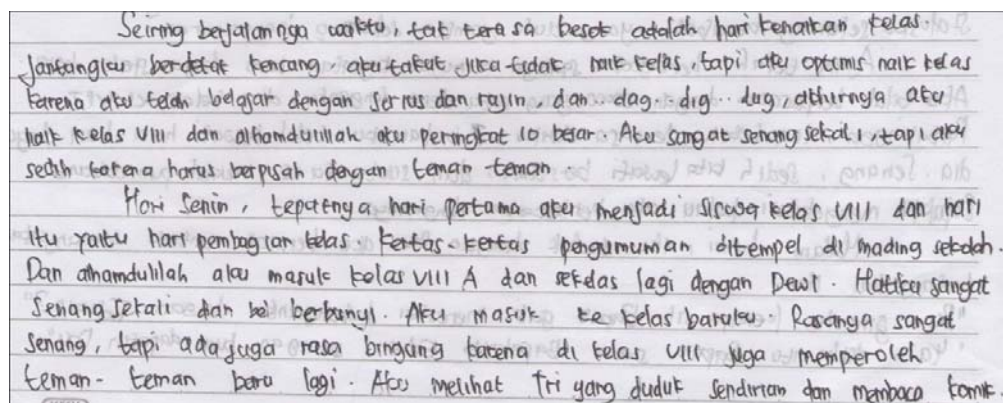 Seiring berjalannya waktu, tak terasa besok adalah hari kenaikan kelas.
Jantungku berdetak kencang. aku takut jika tidak naik kelas, tapi aku optimis naik kelas
karena aku telah belajar dengan serius dan rajin. dan dag.. dig.. dug, akhirnya aku
naik kelas VIII dan alhamdulillah aku peringkat 10 besar. Aku sangat senang sekali, tapi aku
sedih karena harus berpisah dengan teman teman.
Hari Senin, tepatnya hari pertama aku menjadi siswa kelas VIII dan hari
itu yaitu hari pembagian kelas. Kertas-kertas pengumuman ditempel di mading sekolah.
Dan alhamdulilah aku masuk kelas VIII A dan sekelas lagi dengan Dewi. Hatiku sangat
senang sekali dan bel berbunyi. Aku masuk ke kelas baruku. Rasanya sangat
senang, tapi ada juga rasa bingung karena di kelas VIII juga memperoleh
teman-teman baru lagi. Aku melihat Tri yang duduk sendirian dan membaca komik.